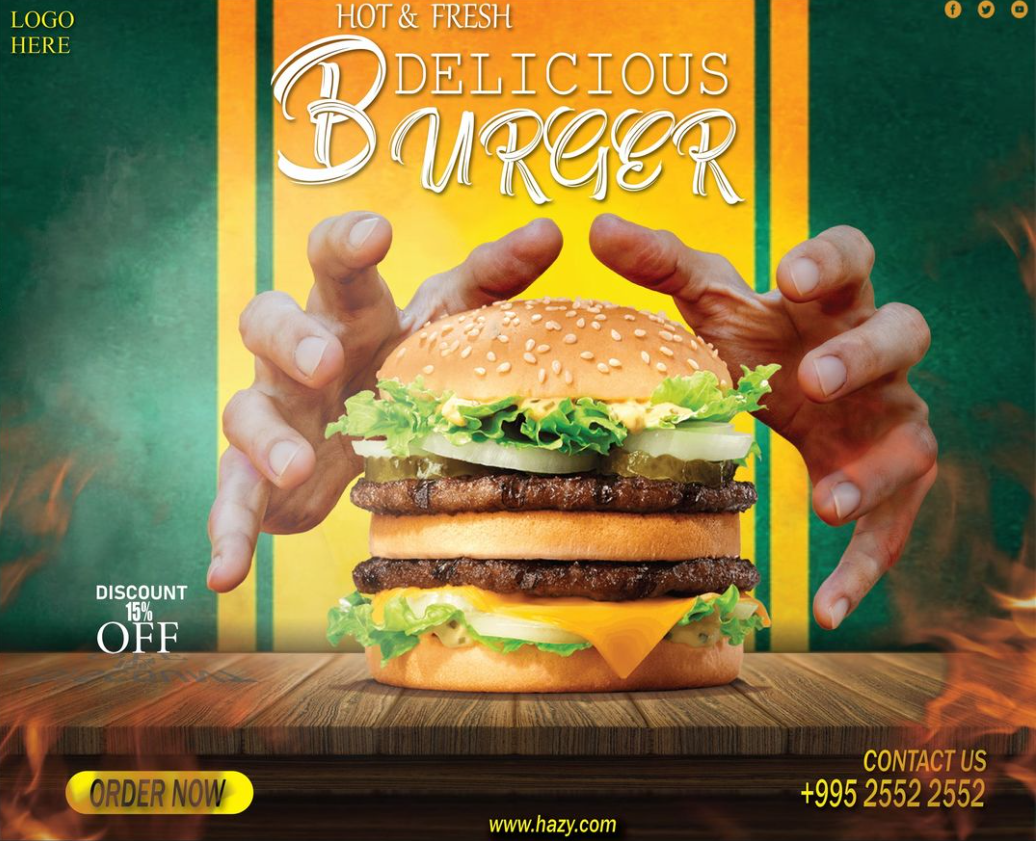 LOGO
HERE
HOT & FRESH
DELICIOUS
BURGER
DISCOUNT
15%
OFF
ORDER NOW
CONTACT US
+995 2552 2552
www.hazy.com